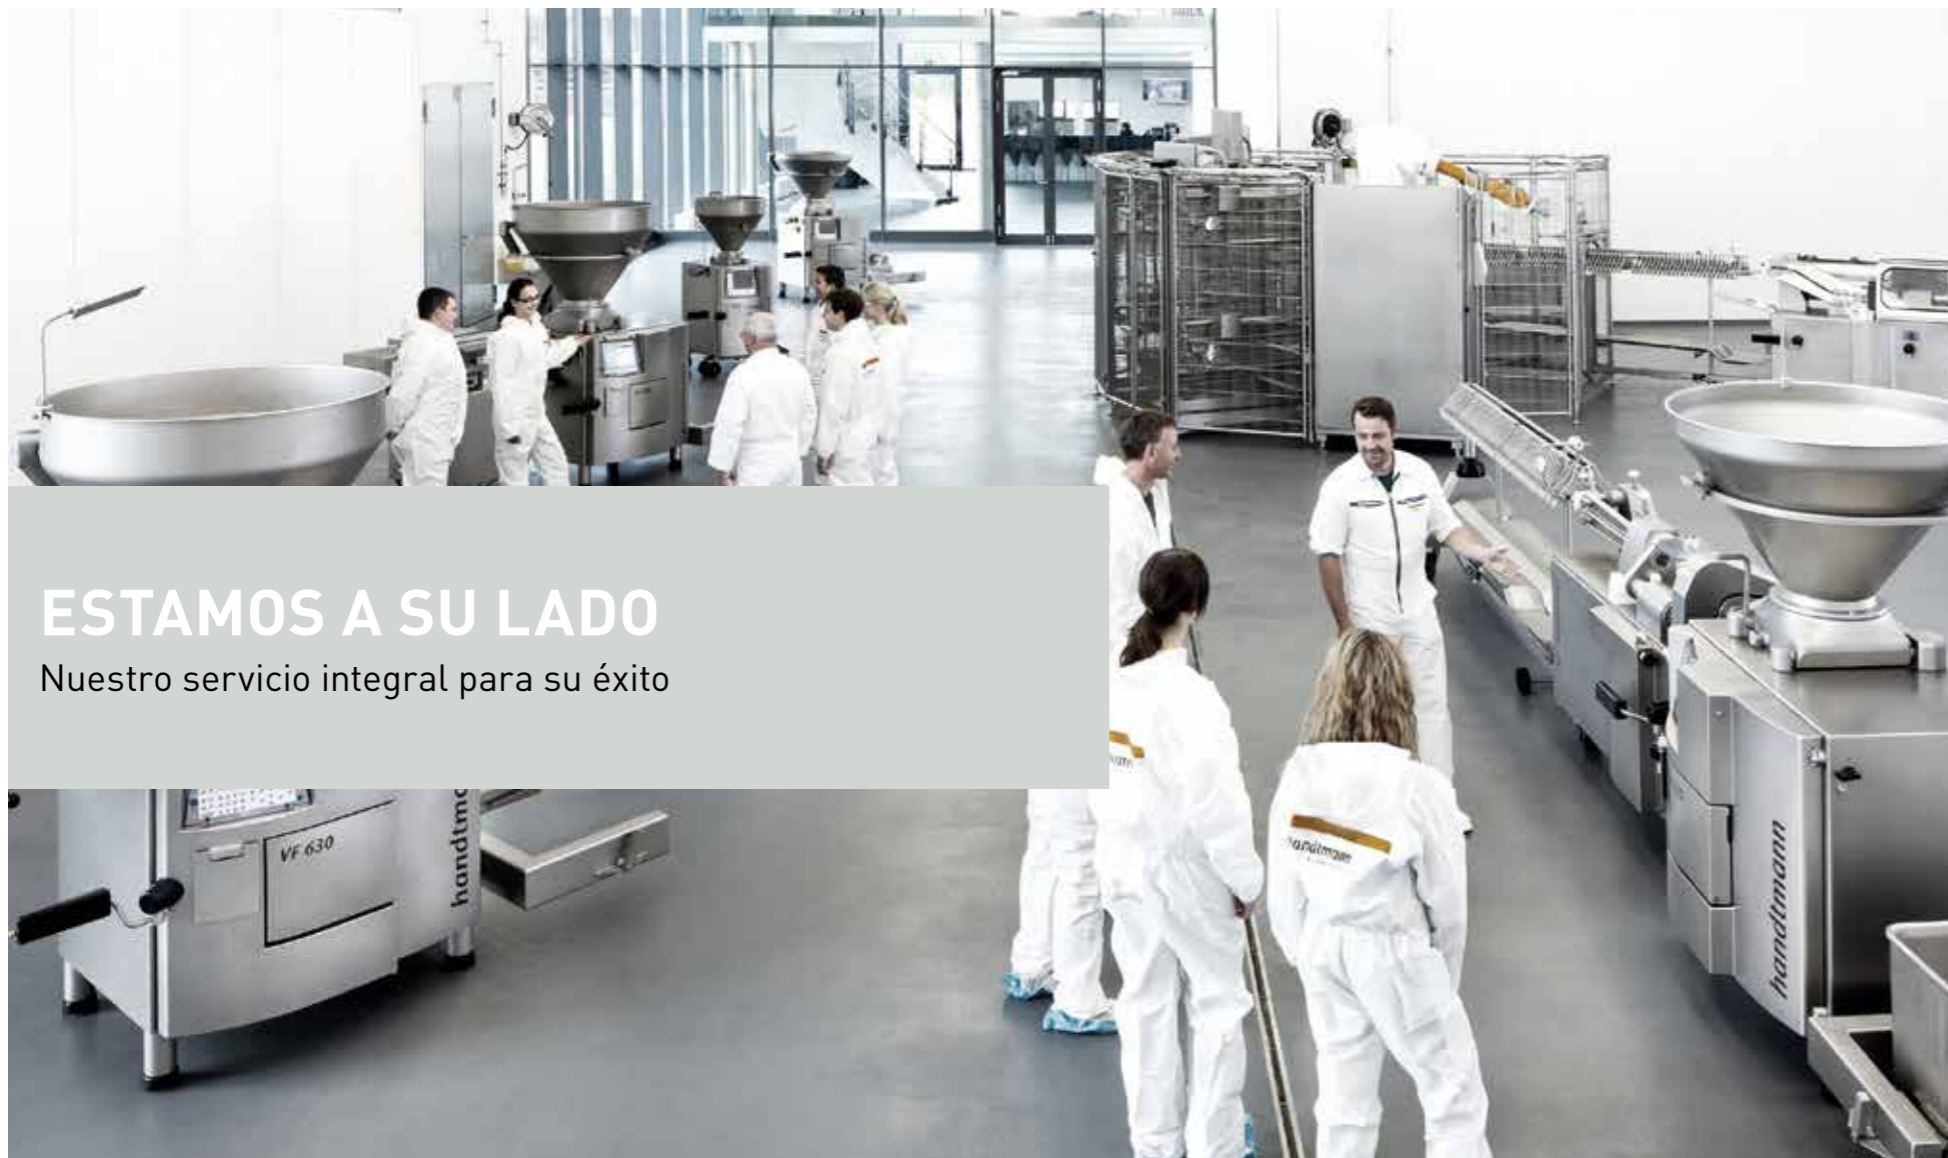 ESTAMOS A SU LADO
Nuestro servicio integral para su éxito
VF 630
handtmann
handtmann